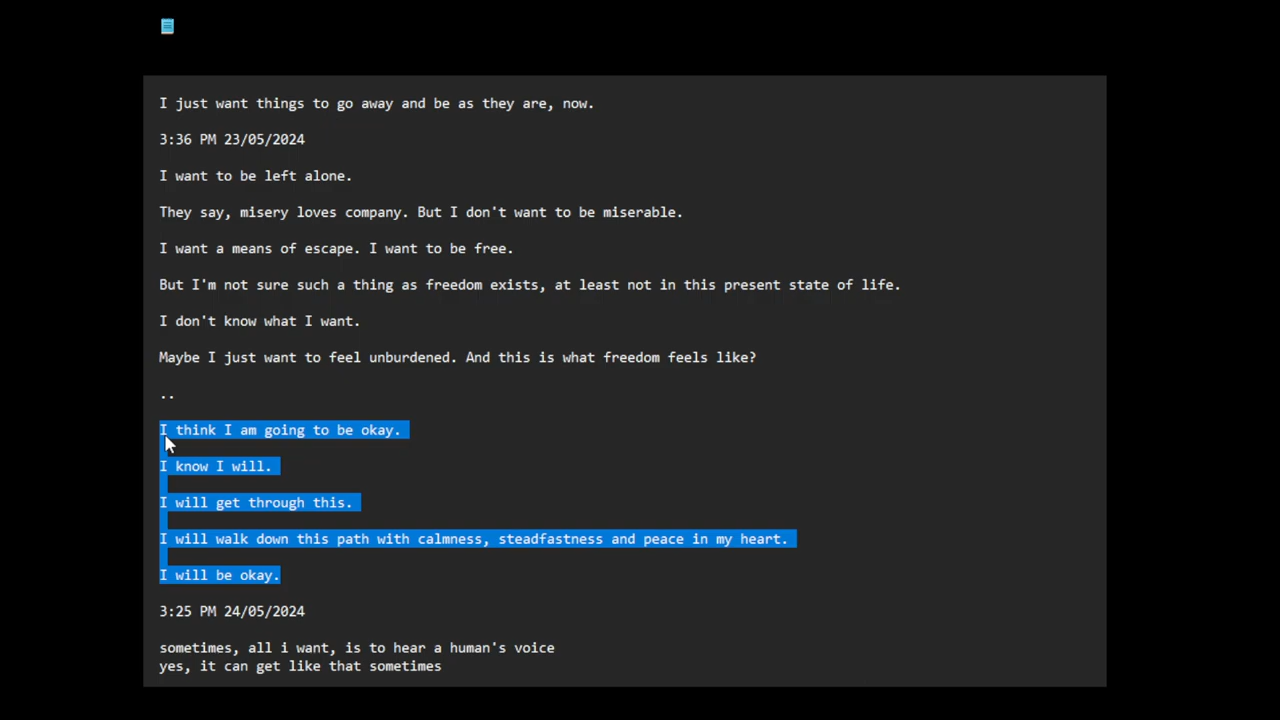 I just want things to go away and be as they are, now.
3:36 PM 23/05/2024
I want to be left alone.
They say, misery loves company. But I don't want to be miserable.
I want a means of escape. I want to be free.
But I'm not sure such a thing as freedom exists, at least not in this present state of life.
I don't know what I want.
Maybe I just want to feel unburdened. And this is what freedom feels like?
..
I think I am going to be okay.
I know I will.
I will get through this.
I will walk down this path with calmness, steadfastness and peace in my heart.
I will be okay.
3:25 PM 24/05/2024
sometimes, all i want, is to hear a human's voice
yes, it can get like that sometimes